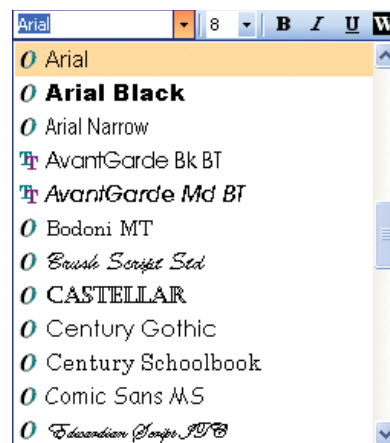 Arial 8 B I U W
Arial
Arial Black
Arial Narrow
AvantGarde Bk BT
AvantGarde Md BT
Bodoni MT
Brush Script Std
CASTELLAR
Century Gothic
Century Schoolbook
Comic Sans MS
Edwardian Script ITC